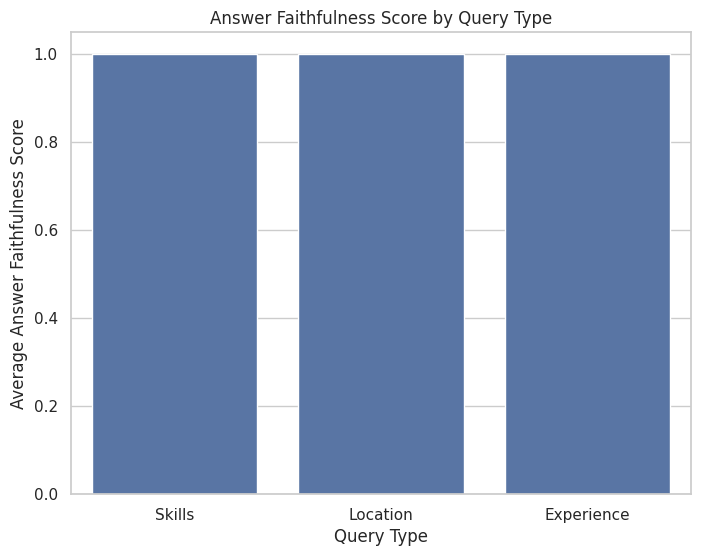 Answer Faithfulness Score by Query Type
Average Answer Faithfulness Score
1.0
0.8
0.6
0.4
0.2
0.0
Skills
Location
Experience
Query Type